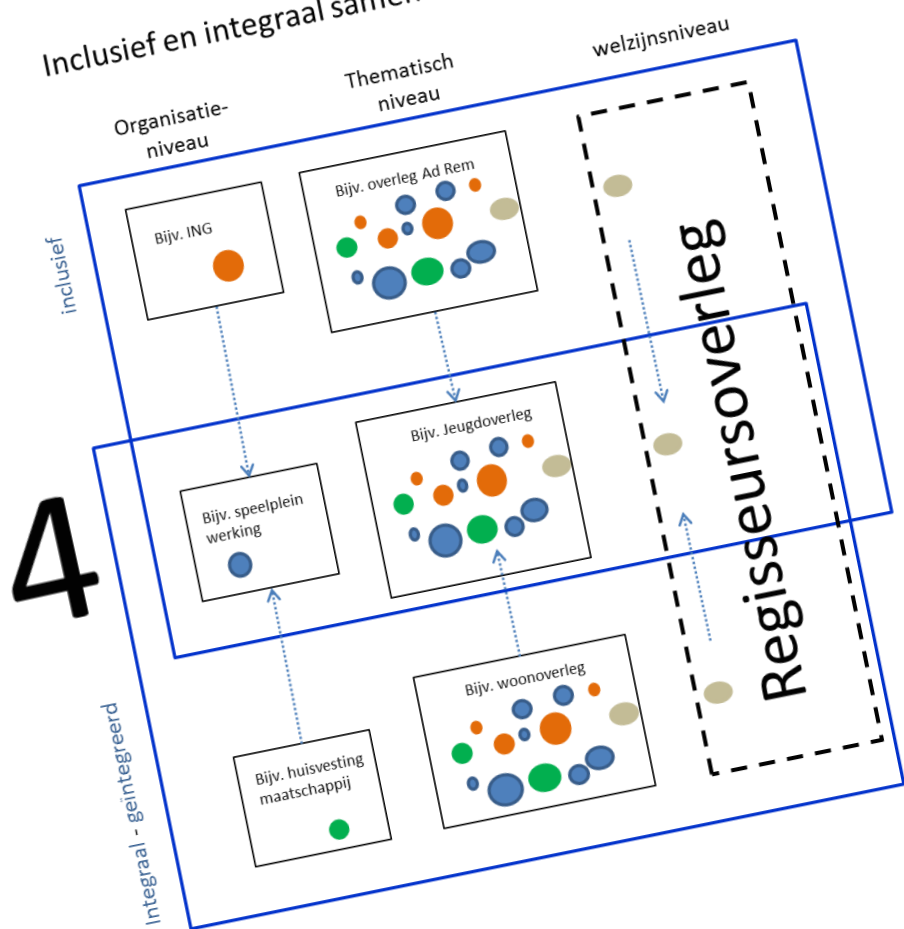 Inclusief en integraal
welzijnsniveau
Thematisch
niveau
Organisatie-
niveau
inclusief
Bijv. ING
Bijv. overleg Ad Rem
Bijv. speelplein
werking
Bijv. Jeugdoverleg
Regisseursoverleg
4
Integraal - geïntegreerd
Bijv. huisvesting
maatschappij
Bijv. woonoverleg